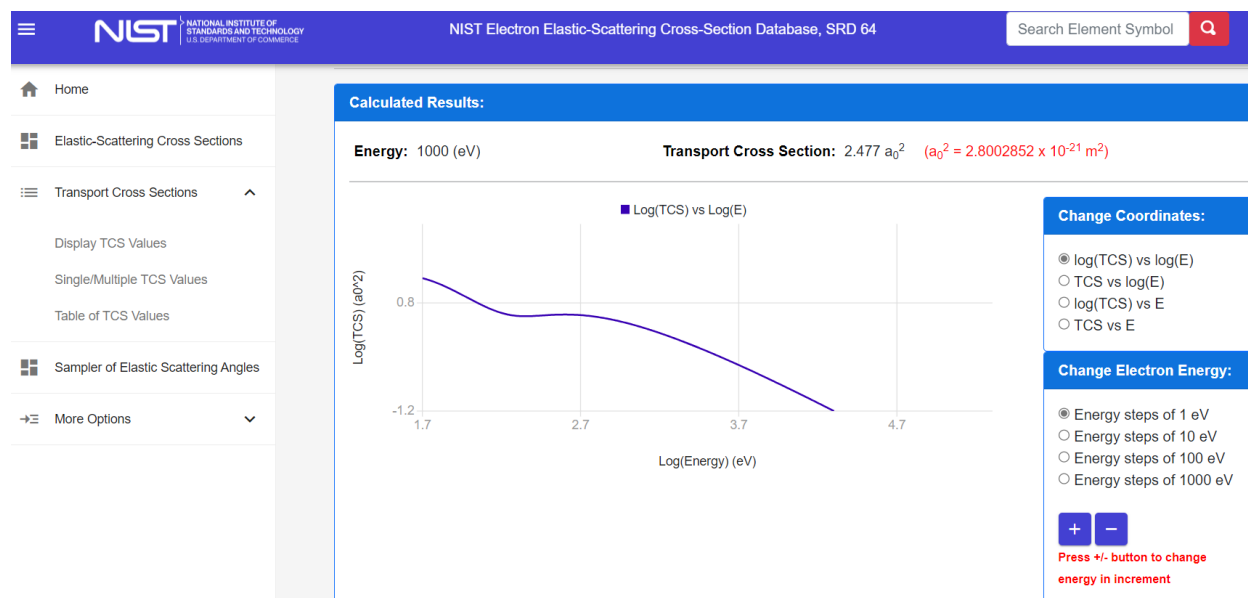 NIST NATIONAL INSTITUTE OF
STANDARDS AND TECHNOLOGY
U.S. DEPARTMENT OF COMMERCE
NIST Electron Elastic-Scattering Cross-Section Database, SRD 64
Search Element Symbol
Home
Elastic-Scattering Cross Sections
Transport Cross Sections
Display TCS Values
Single/Multiple TCS Values
Table of TCS Values
Sampler of Elastic Scattering Angles
More Options
Calculated Results:
Energy: 1000 (eV) Transport Cross Section: 2.477 a₀² (a₀² = 2.8002852 x 10⁻²¹ m²)
Log(TCS) vs Log(E)
Log(TCS) (a0^2)
0.8
-1.2
1.7 2.7 3.7 4.7
Log(Energy) (eV)
Change Coordinates:
log(TCS) vs log(E)
TCS vs log(E)
log(TCS) vs E
TCS vs E
Change Electron Energy:
Energy steps of 1 eV
Energy steps of 10 eV
Energy steps of 100 eV
Energy steps of 1000 eV
+ −
Press +/- button to change
energy in increment